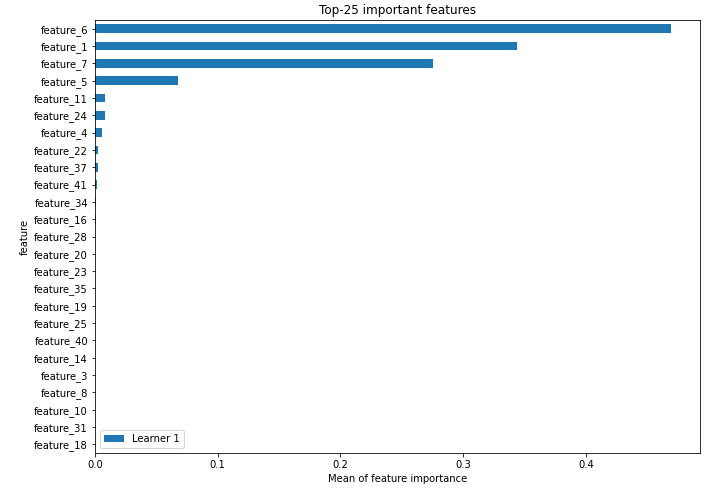 Top-25 important features
feature_6
feature_1
feature_7
feature_5
feature_11
feature_24
feature_4
feature_22
feature_37
feature_41
feature_34
feature_16
feature_28
feature_20
feature_23
feature_35
feature_19
feature_25
feature_40
feature_14
feature_3
feature_8
feature_10
feature_31
feature_18
feature
Learner 1
0.0 0.1 0.2 0.3 0.4
Mean of feature importance